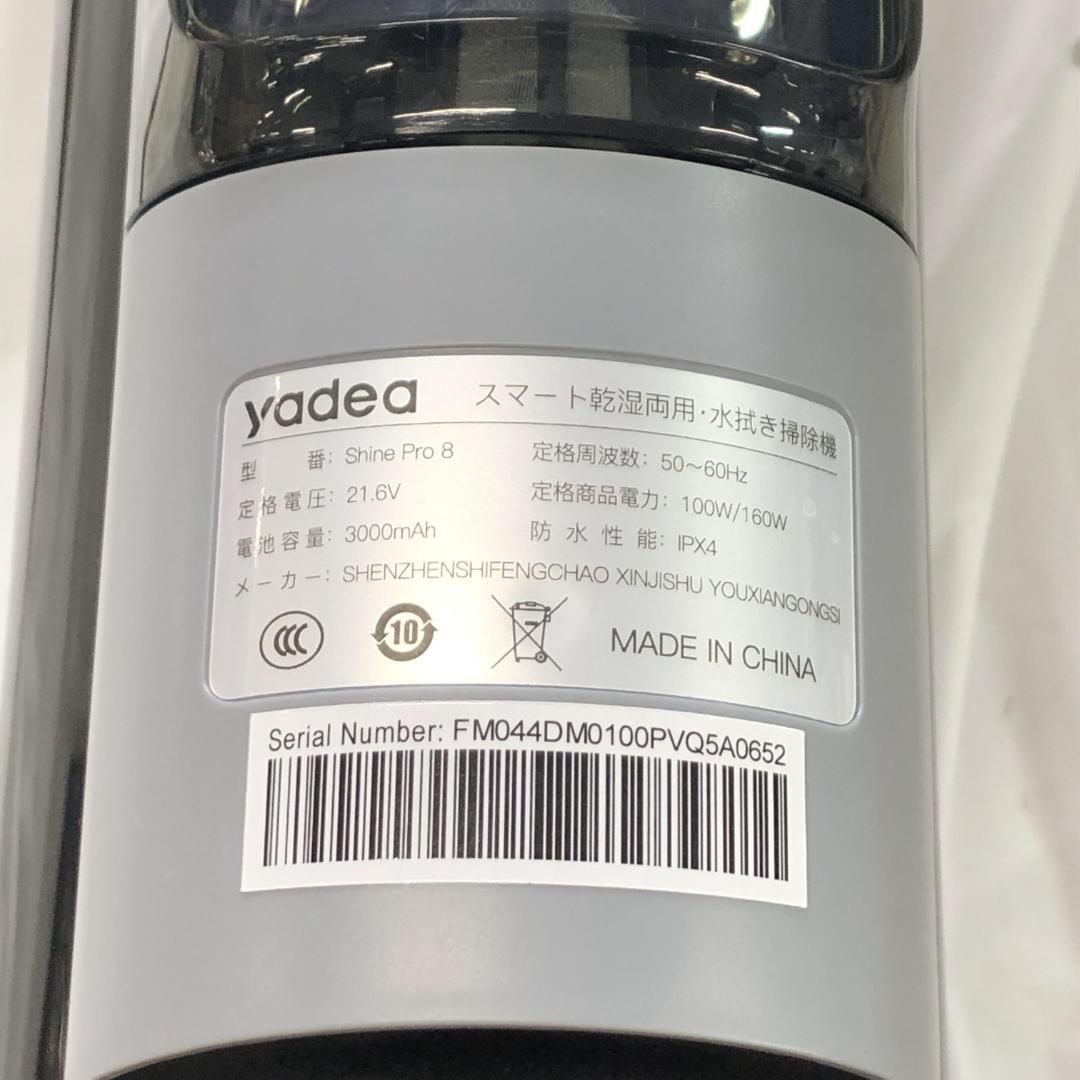 yadea スマート乾湿両用・水拭き掃除機
型番: Shine Pro 8 定格周波数: 50～60Hz
定格電圧: 21.6V 定格商品電力: 100W/160W
電池容量: 3000mAh 防水性能: IPX4
メーカー: SHENZHENSHIFENGCHAO XINJISHU YOUXIANGONGSI
CCC 10 MADE IN CHINA
Serial Number: FM044DM0100PVQ5A0652